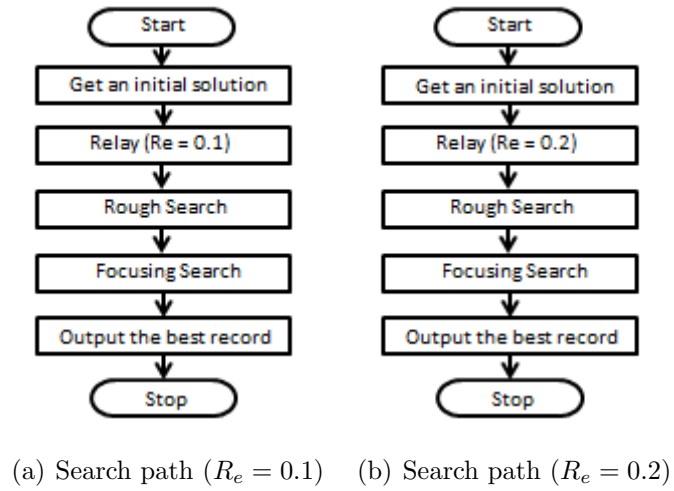 Start
Get an initial solution
Relay (Re = 0.1)
Rough Search
Focusing Search
Output the best record
Stop
(a) Search path (R_e = 0.1)
Start
Get an initial solution
Relay (Re = 0.2)
Rough Search
Focusing Search
Output the best record
Stop
(b) Search path (R_e = 0.2)